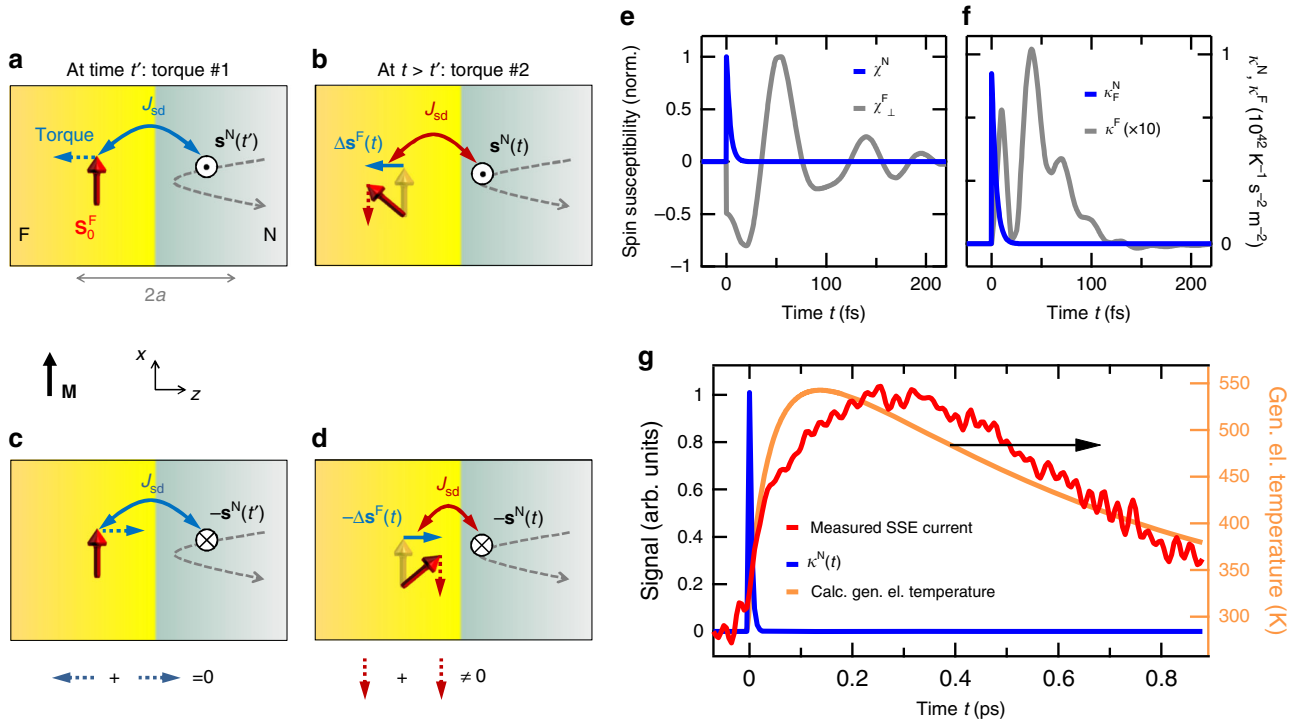 a
At time t′: torque #1
Torque
J_sd
s^N(t′)
S_0^F
F
N
2a
b
At t > t′: torque #2
J_sd
Δs^F(t)
s^N(t)
M
x
z
c
J_sd
−s^N(t′)
d
J_sd
−Δs^F(t)
−s^N(t)
+ =0
+ ≠ 0
e
Spin susceptibility (norm.)
1
0.5
0
−0.5
−1
χ^N
χ_⊥^F
0 100 200
Time t (fs)
f
κ_F^N
κ^F (×10)
1
0
κ^N, κ^F (10^42 K^−1 s^−2 m^−2)
0 100 200
Time t (fs)
g
Signal (arb. units)
1
0.8
0.6
0.4
0.2
0
Measured SSE current
κ^N(t)
Calc. gen. el. temperature
550
500
450
400
350
300
Gen. el. temperature (K)
0 0.2 0.4 0.6 0.8
Time t (ps)